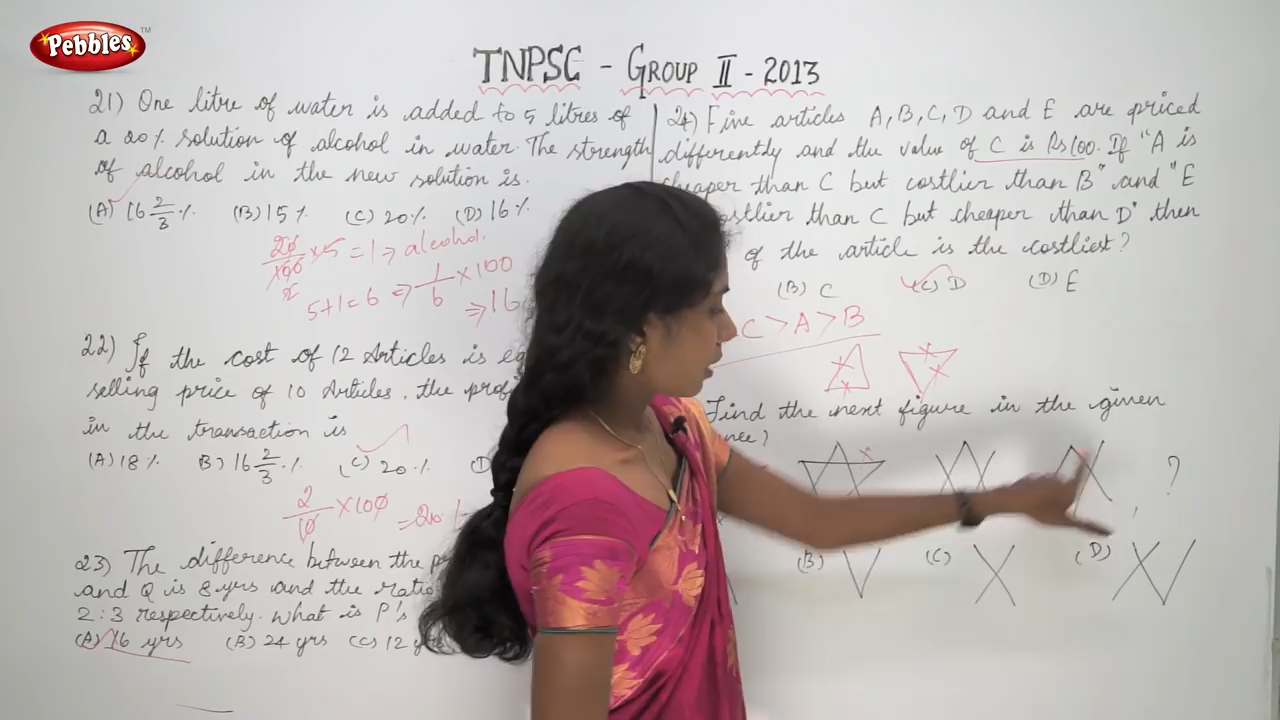 Pebbles™
TNPSC - GROUP II - 2013
21) One litre of water is added to 5 litres of
a 20% solution of alcohol in water. The strength
of alcohol in the new solution is.
(A) 16 2/3 % (B) 15 % (C) 20% (D) 16 %
20/100 × 5 = 1 → alcohol.
5+1=6 ⇒ 1/6 × 100
⇒ 16
22) If the cost of 12 Articles is
selling price of 10 Articles, the
in the transaction is
(A) 18 % B) 16 2/3 % (C) 20 %
2/10 × 100 = 20
23) The difference between the
and Q is 8 yrs and the
2:3 respectively. What is P's
(A) 16 yrs (B) 24 yrs (C) 12
24) Five articles A, B, C, D and E are priced
differently and the value of C is Rs100. If "A is
cheaper than C but costlier than B" and "E
costlier than C but cheaper than D" then
of the article is the costliest?
(B) C (C) D (D) E
C > A > B
Find the next figure in the given
?
(B) (C) (D)